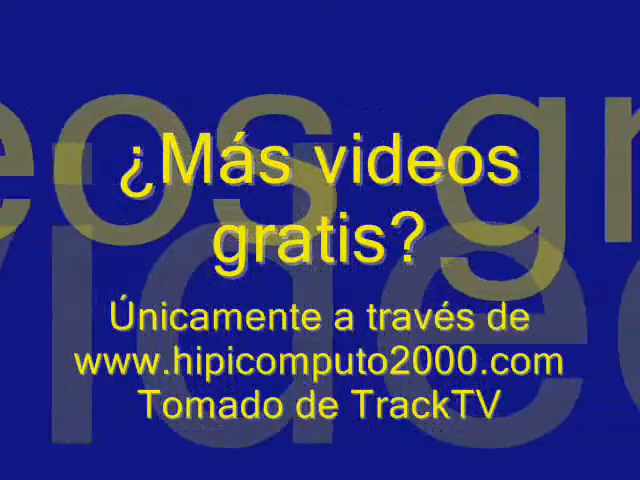 ¿Más videos
gratis?
Únicamente a través de
www.hipicomputo2000.com
Tomado de TrackTV